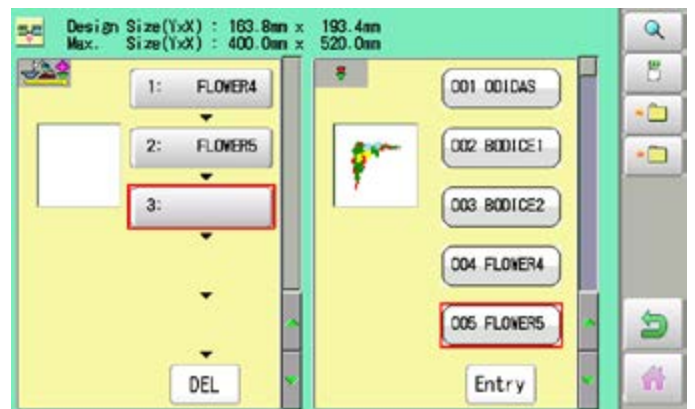 Design Size(YxX) : 163.8mm x 193.4mm
Max. Size(YxX) : 400.0mm x 520.0mm
1: FLOWER4
2: FLOWER5
3:
DEL
001 ODIDAS
002 BODICE1
003 BODICE2
004 FLOWER4
005 FLOWER5
Entry